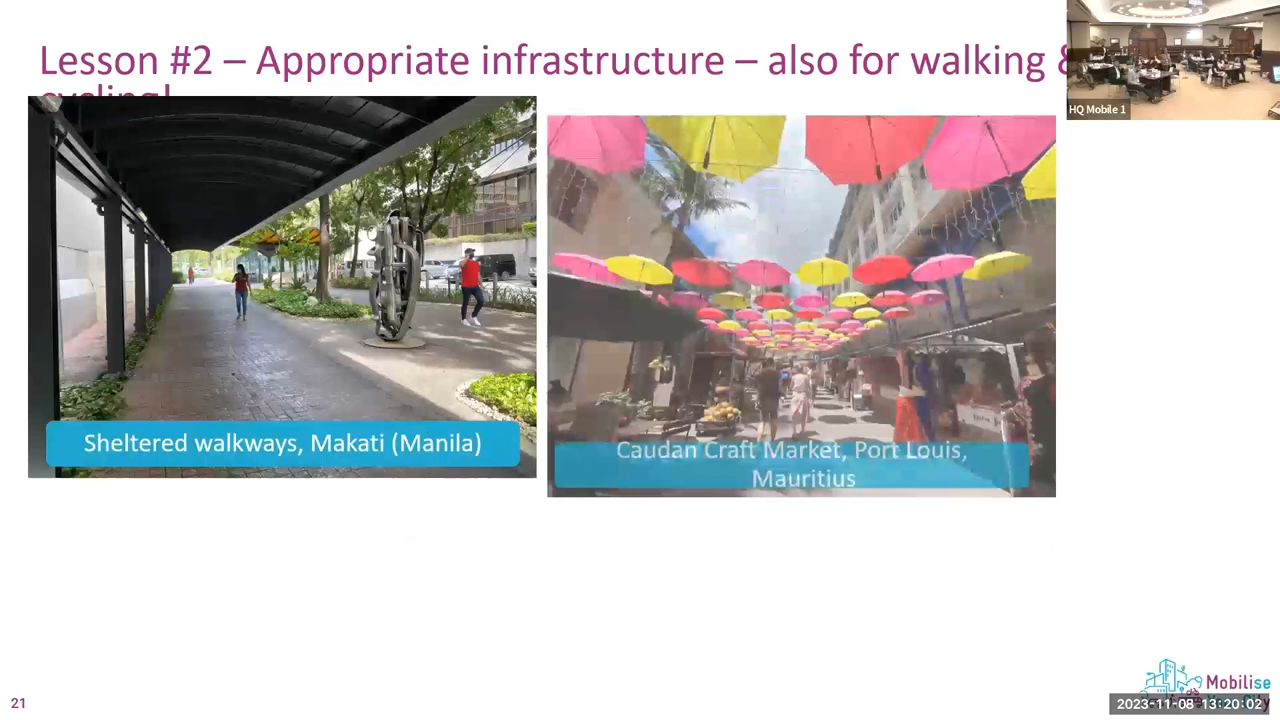 Lesson #2 – Appropriate infrastructure – also for walking &
cycling!
HQ Mobile 1
Sheltered walkways, Makati (Manila)
Caudan Craft Market, Port Louis,
Mauritius
21
Mobilise
2023-11-08 13:20:02